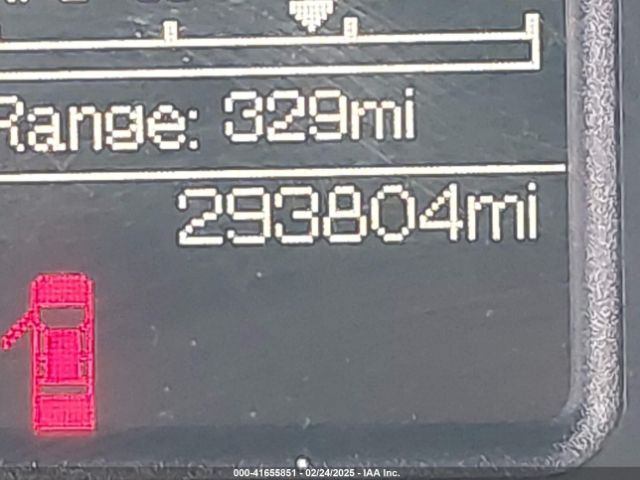 Range: 329mi
293804mi
000-41655851 - 02/24/2025 - IAA Inc.